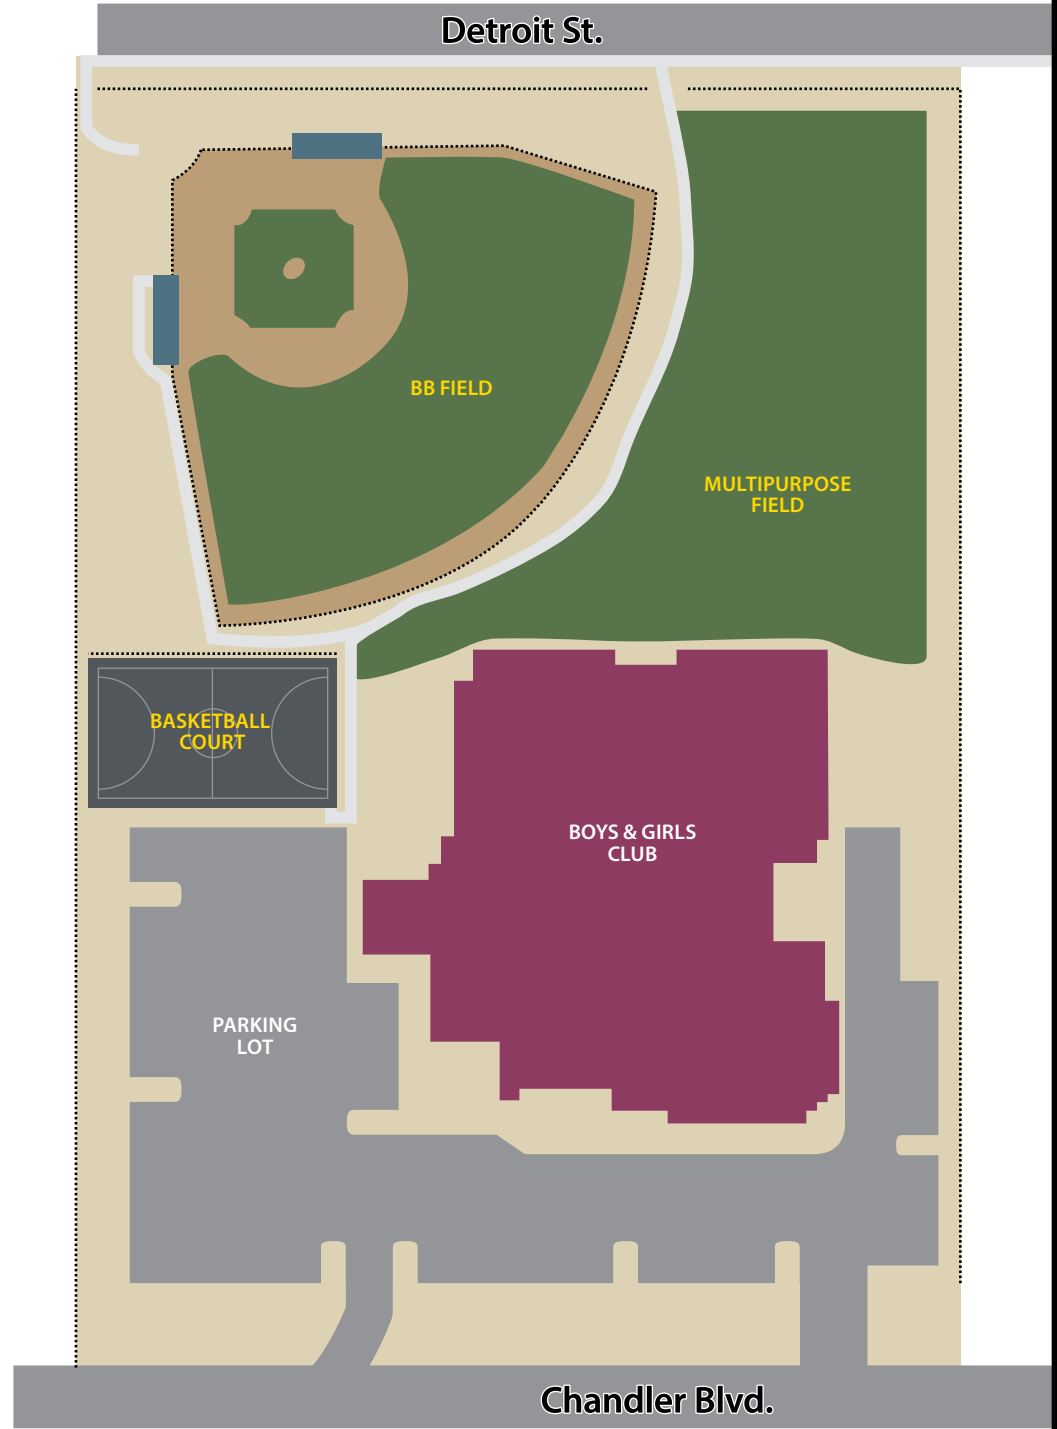 Detroit St.
BB FIELD
MULTIPURPOSE
FIELD
BASKETBALL
COURT
BOYS & GIRLS
CLUB
PARKING
LOT
Chandler Blvd.